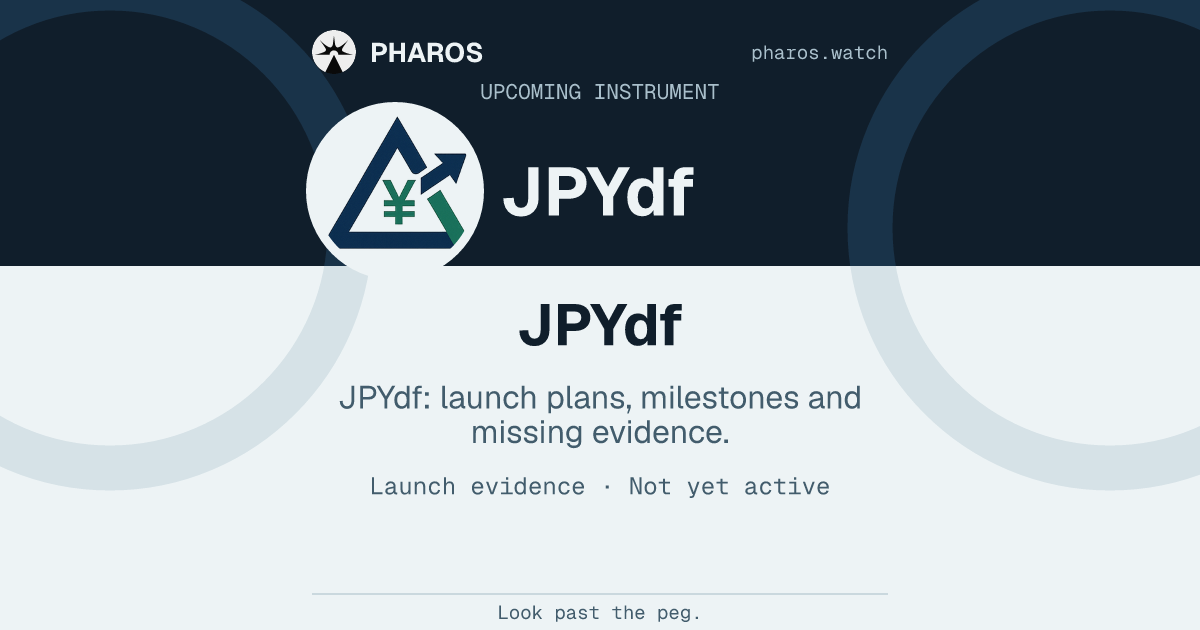 PHAROS
pharos.watch
UPCOMING INSTRUMENT
¥
JPYdf
JPYdf
JPYdf: launch plans, milestones and
missing evidence.
Launch evidence · Not yet active
Look past the peg.